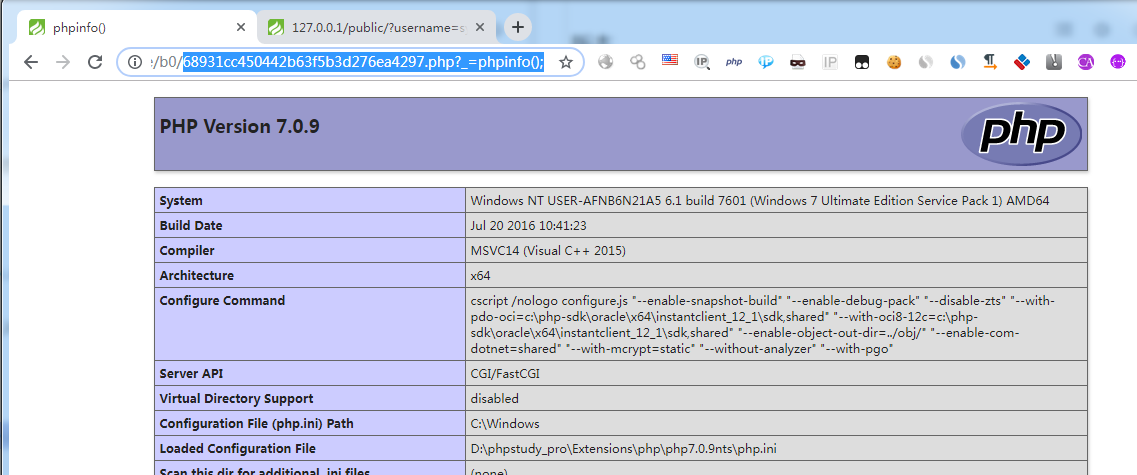 phpinfo()
127.0.0.1/public/?username=s
/b0/68931cc450442b63f5b3d276ea4297.php?_=phpinfo();
IP
php
IP
CA
PHP Version 7.0.9
php
System Windows NT USER-AFNB6N21A5 6.1 build 7601 (Windows 7 Ultimate Edition Service Pack 1) AMD64
Build Date Jul 20 2016 10:41:23
Compiler MSVC14 (Visual C++ 2015)
Architecture x64
Configure Command cscript /nologo configure.js "--enable-snapshot-build" "--enable-debug-pack" "--disable-zts" "--with-
pdo-oci=c:\php-sdk\oracle\x64\instantclient_12_1\sdk,shared" "--with-oci8-12c=c:\php-
sdk\oracle\x64\instantclient_12_1\sdk,shared" "--enable-object-out-dir=../obj/" "--enable-com-
dotnet=shared" "--with-mcrypt=static" "--without-analyzer" "--with-pgo"
Server API CGI/FastCGI
Virtual Directory Support disabled
Configuration File (php.ini) Path C:\Windows
Loaded Configuration File D:\phpstudy_pro\Extensions\php\php7.0.9nts\php.ini
Scan this dir for additional .ini files (none)